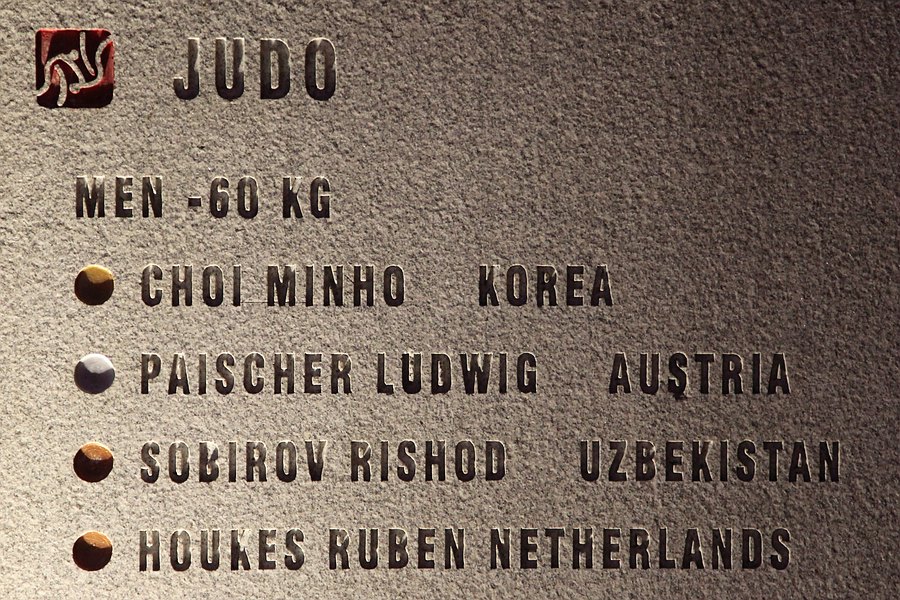 JUDO
MEN -60 KG
CHOI MINHO KOREA
PAISCHER LUDWIG AUSTRIA
SOBIROV RISHOD UZBEKISTAN
HOUKES RUBEN NETHERLANDS